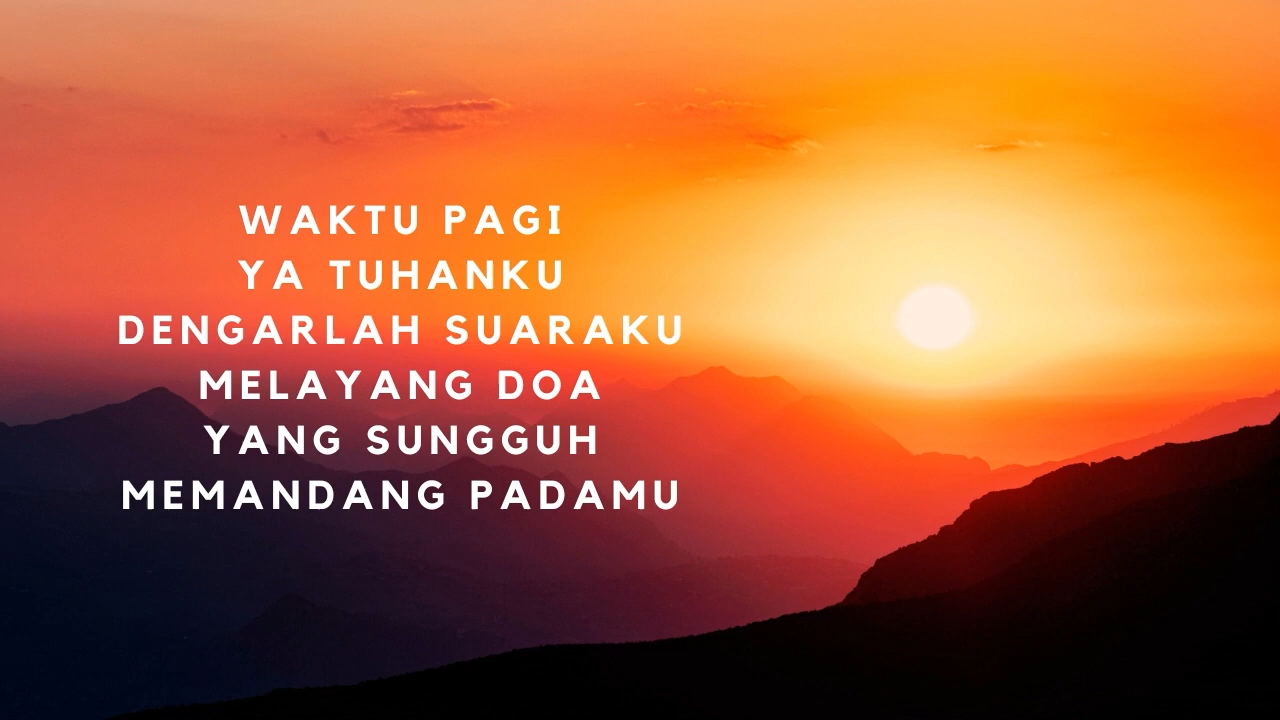 WAKTU PAGI
YA TUHANKU
DENGARLAH SUARAKU
MELAYANG DOA
YANG SUNGGUH
MEMANDANG PADAMU